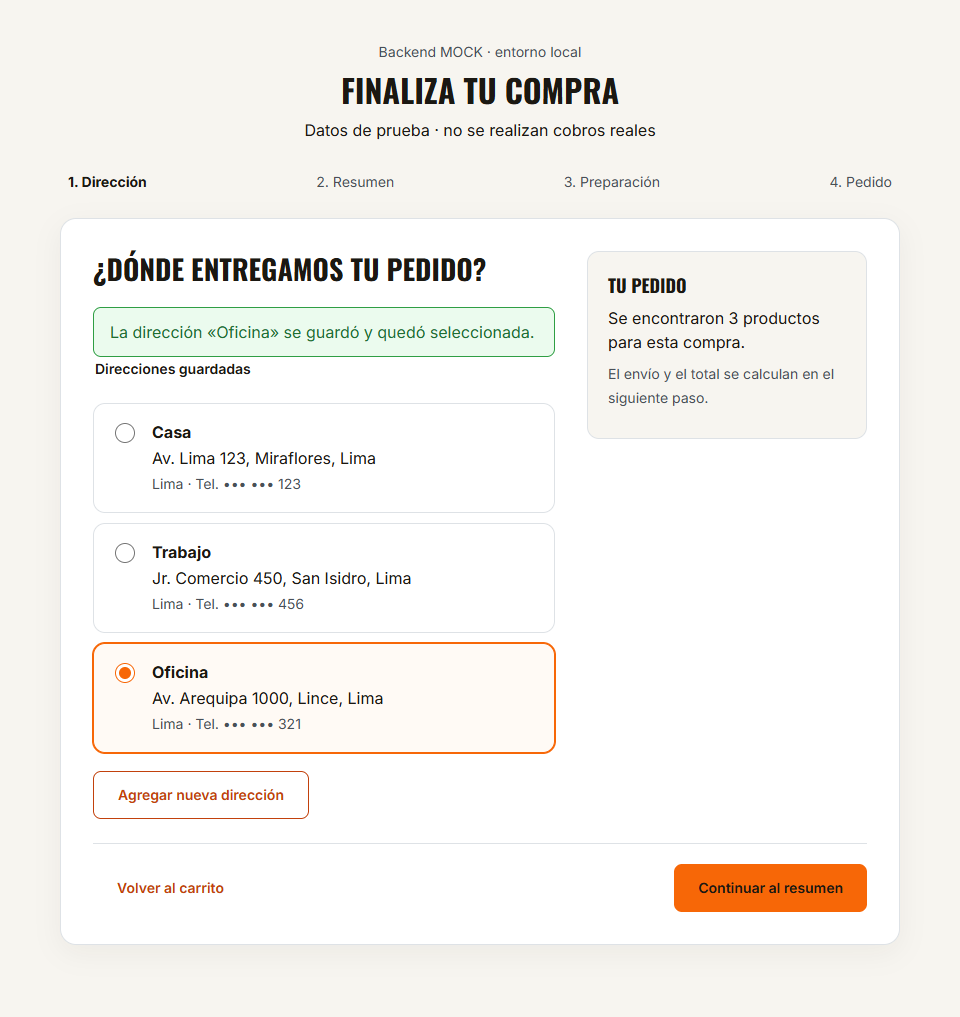 Backend MOCK · entorno local
FINALIZA TU COMPRA
Datos de prueba · no se realizan cobros reales
1. Dirección
2. Resumen
3. Preparación
4. Pedido
¿DÓNDE ENTREGAMOS TU PEDIDO?
La dirección «Oficina» se guardó y quedó seleccionada.
Direcciones guardadas
Casa
Av. Lima 123, Miraflores, Lima
Lima · Tel. ••• ••• 123
Trabajo
Jr. Comercio 450, San Isidro, Lima
Lima · Tel. ••• ••• 456
Oficina
Av. Arequipa 1000, Lince, Lima
Lima · Tel. ••• ••• 321
Agregar nueva dirección
TU PEDIDO
Se encontraron 3 productos
para esta compra.
El envío y el total se calculan en el
siguiente paso.
Volver al carrito
Continuar al resumen